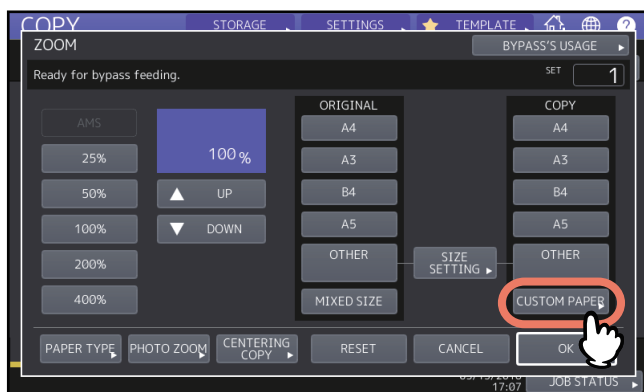 COPY STORAGE SETTINGS TEMPLATE ?
ZOOM BYPASS'S USAGE
Ready for bypass feeding. SET 1
ORIGINAL COPY
AMS A4 A4
25% 100 % A3 A3
50% UP B4 B4
100% DOWN A5 A5
200% OTHER SIZE SETTING OTHER
400% MIXED SIZE CUSTOM PAPER
PAPER TYPE PHOTO ZOOM CENTERING COPY RESET CANCEL OK
17:07 JOB STATUS